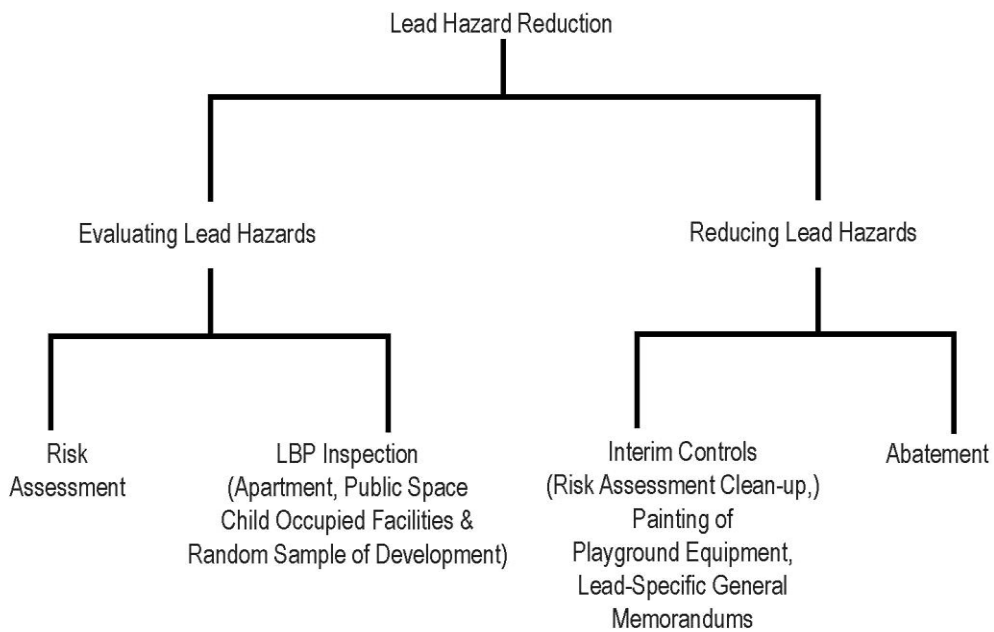 Lead Hazard Reduction
Evaluating Lead Hazards
Reducing Lead Hazards
Risk
Assessment
LBP Inspection
(Apartment, Public Space
Child Occupied Facilities &
Random Sample of Development)
Interim Controls
(Risk Assessment Clean-up,)
Painting of
Playground Equipment,
Lead-Specific General
Memorandums
Abatement